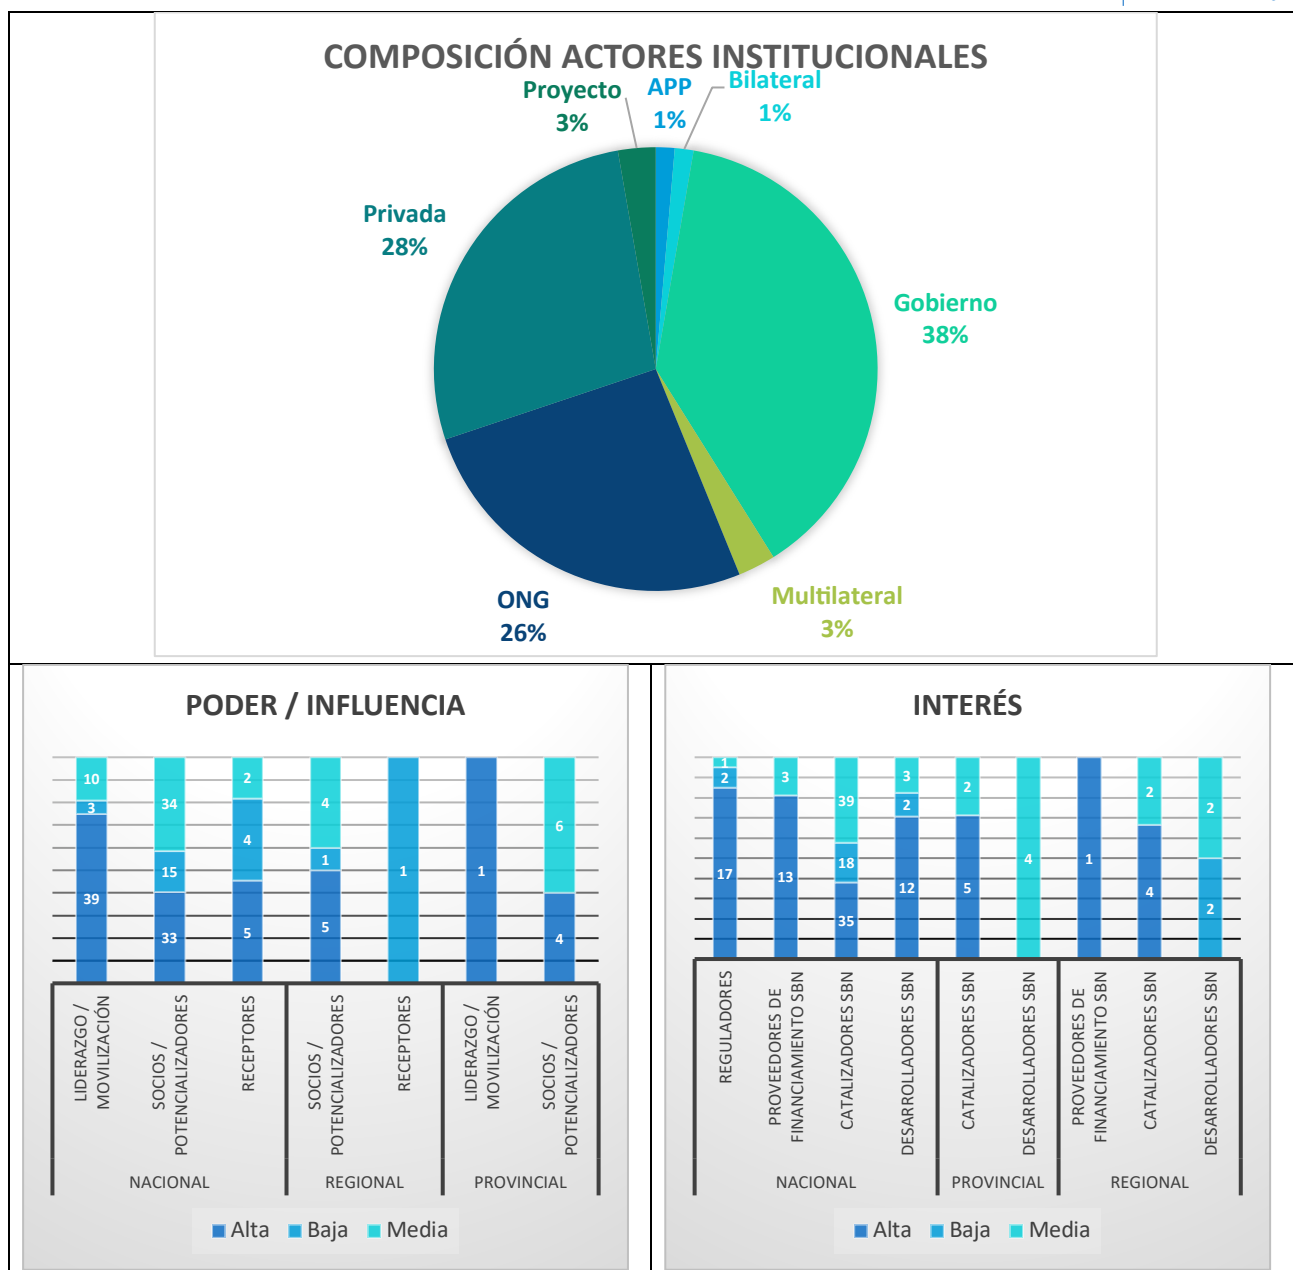 COMPOSICIÓN ACTORES INSTITUCIONALES
Proyecto
3%
APP
1%
Bilateral
1%
Privada
28%
Gobierno
38%
ONG
26%
Multilateral
3%
PODER / INFLUENCIA
10
3
39
34
15
33
2
4
5
4
1
5
1
1
6
4
LIDERAZGO /
MOVILIZACIÓN
SOCIOS /
POTENCIALIZADORES
RECEPTORES
SOCIOS /
POTENCIALIZADORES
RECEPTORES
LIDERAZGO /
MOVILIZACIÓN
SOCIOS /
POTENCIALIZADORES
NACIONAL
REGIONAL
PROVINCIAL
Alta
Baja
Media
INTERÉS
1
2
17
3
13
39
18
35
3
2
12
2
5
4
1
2
4
2
2
REGULADORES
PROVEEDORES DE
FINANCIAMIENTO SBN
CATALIZADORES SBN
DESARROLLADORES SBN
CATALIZADORES SBN
DESARROLLADORES SBN
PROVEEDORES DE
FINANCIAMIENTO SBN
CATALIZADORES SBN
DESARROLLADORES SBN
NACIONAL
PROVINCIAL
REGIONAL
Alta
Baja
Media